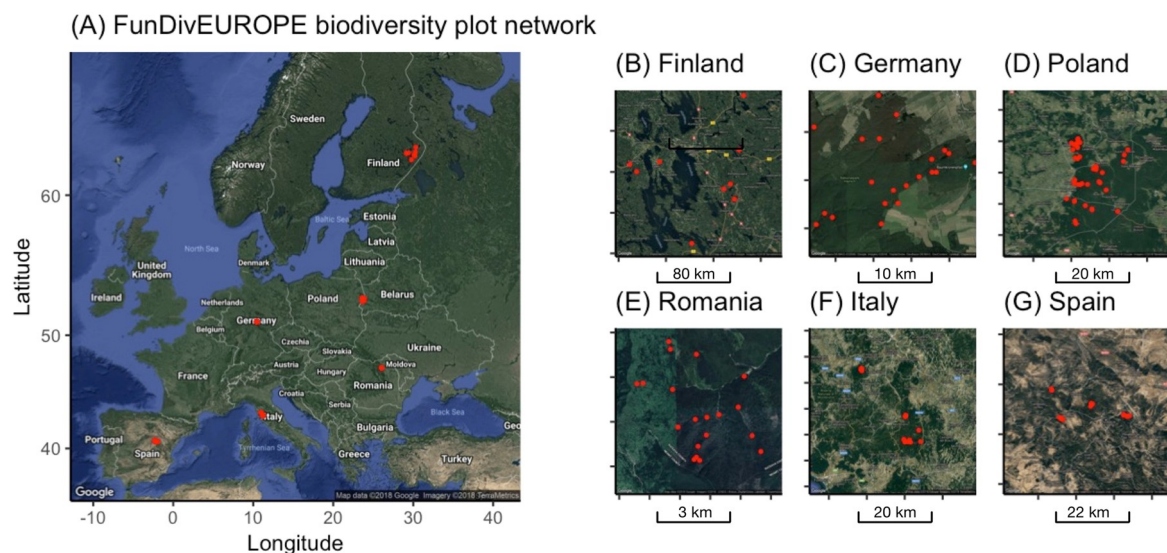 (A) FunDivEUROPE biodiversity plot network
Latitude
60
50
40
Sweden
Norway
Finland
Estonia
Baltic Sea
Latvia
North Sea
Denmark
Lithuania
United
Kingdom
Ireland
Netherlands
Poland
Belarus
Germany
Belgium
Czechia
Ukraine
Slovakia
Austria
Moldova
France
Hungary
Romania
Croatia
Serbia
Italy
Black Sea
Bulgaria
Geo
Portugal
Spain
Tyrrhenian Sea
Greece
Turkey
Google
Map data ©2018 Google Imagery ©2018 TerraMetrics
-10 0 10 20 30 40
Longitude
(B) Finland
80 km
(C) Germany
10 km
(D) Poland
20 km
(E) Romania
3 km
(F) Italy
20 km
(G) Spain
22 km